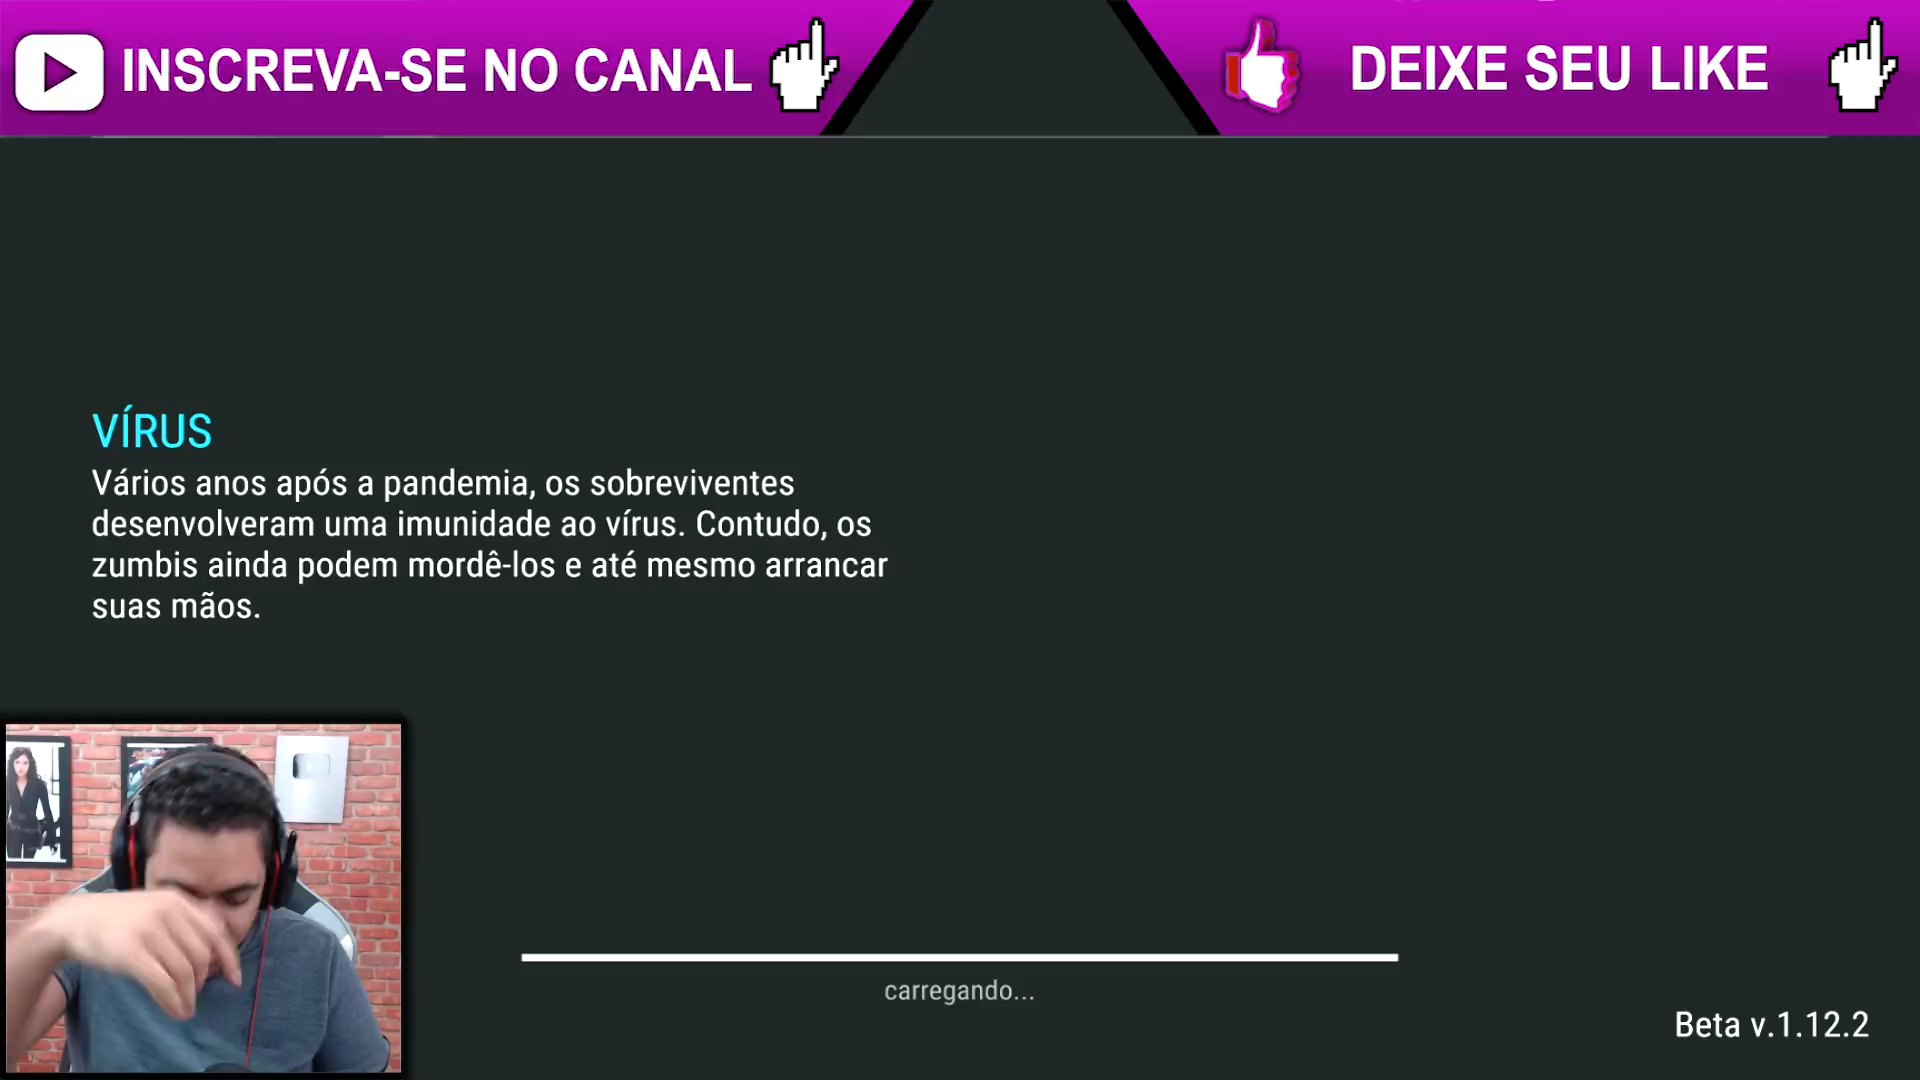 INSCREVA-SE NO CANAL
DEIXE SEU LIKE
VÍRUS
Vários anos após a pandemia, os sobreviventes
desenvolveram uma imunidade ao vírus. Contudo, os
zumbis ainda podem mordê-los e até mesmo arrancar
suas mãos.
carregando...
Beta v.1.12.2